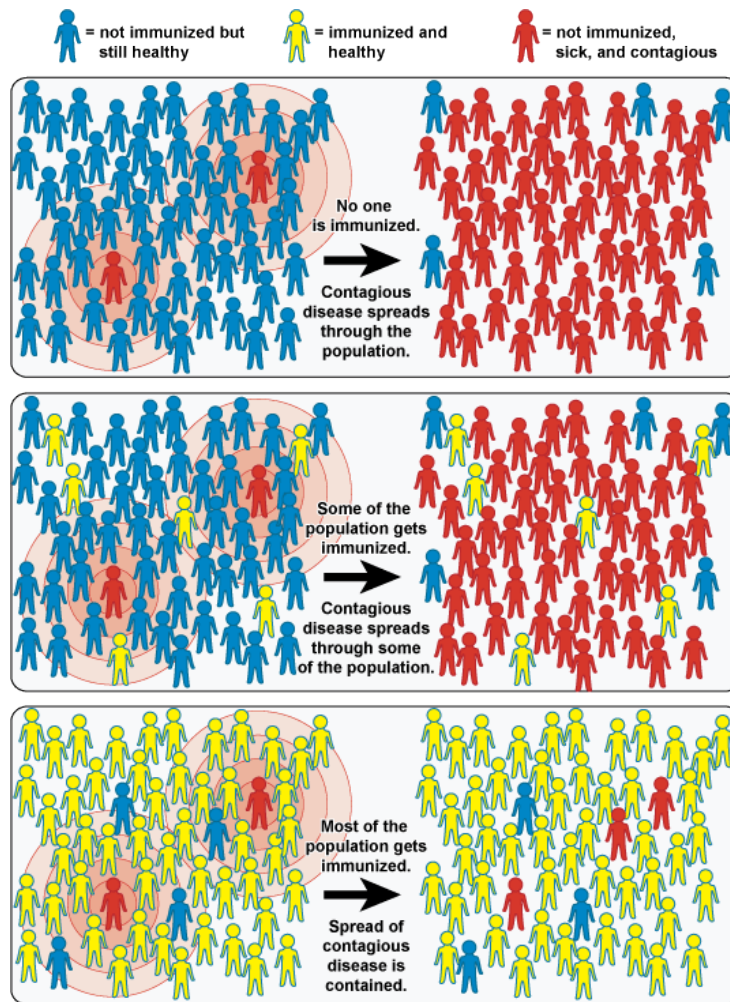 = not immunized but
still healthy
= immunized and
healthy
= not immunized,
sick, and contagious
No one
is immunized.
Contagious
disease spreads
through the
population.
Some of the
population gets
immunized.
Contagious
disease spreads
through some
of the population.
Most of the
population gets
immunized.
Spread of
contagious
disease is
contained.